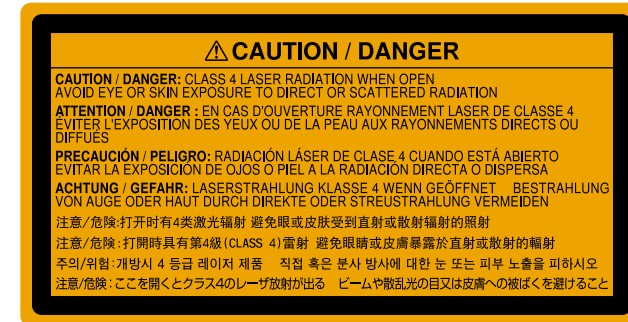 ⚠ CAUTION / DANGER
CAUTION / DANGER: CLASS 4 LASER RADIATION WHEN OPEN
AVOID EYE OR SKIN EXPOSURE TO DIRECT OR SCATTERED RADIATION
ATTENTION / DANGER : EN CAS D'OUVERTURE RAYONNEMENT LASER DE CLASSE 4
ÉVITER L'EXPOSITION DES YEUX OU DE LA PEAU AUX RAYONNEMENTS DIRECTS OU
DIFFUÉS
PRECAUCIÓN / PELIGRO: RADIACIÓN LÁSER DE CLASE 4 CUANDO ESTÁ ABIERTO
EVITAR LA EXPOSICIÓN DE OJOS O PIEL A LA RADIACIÓN DIRECTA O DISPERSA
ACHTUNG / GEFAHR: LASERSTRAHLUNG KLASSE 4 WENN GEÖFFNET BESTRAHLUNG
VON AUGE ODER HAUT DURCH DIREKTE ODER STREUSTRAHLUNG VERMEIDEN
注意/危险:打开时有4类激光辐射 避免眼或皮肤受到直射或散射辐射的照射
注意/危險:打開時具有第4級(CLASS 4)雷射 避免眼睛或皮膚暴露於直射或散射的輻射
주의/위험:개방시 4 등급 레이저 제품 직접 혹은 분사 방사에 대한 눈 또는 피부 노출을 피하시오
注意/危険:ここを開くとクラス4のレーザ放射が出る ビームや散乱光の目又は皮膚への被ばくを避けること